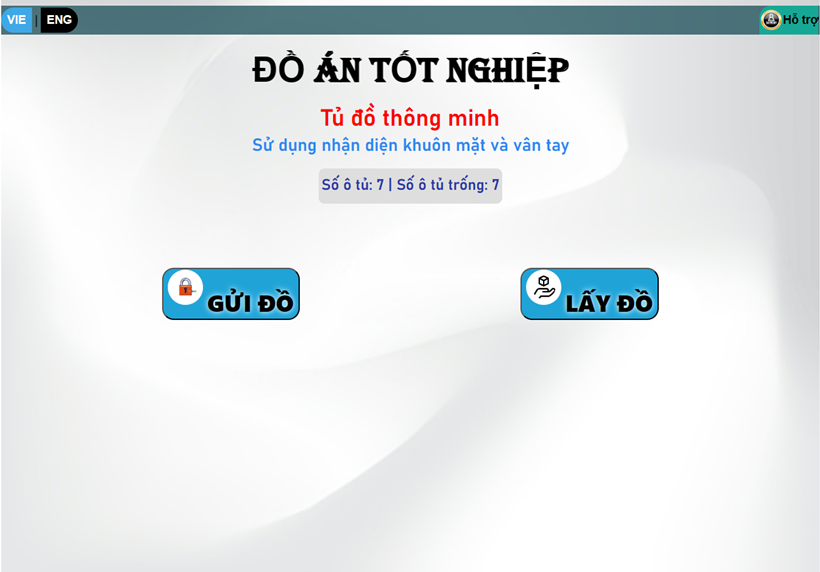 VIE | ENG
Hỗ trợ
ĐỒ ÁN TỐT NGHIỆP
Tủ đồ thông minh
Sử dụng nhận diện khuôn mặt và vân tay
Số ô tủ: 7 | Số ô tủ trống: 7
GỬI ĐỒ
LẤY ĐỒ